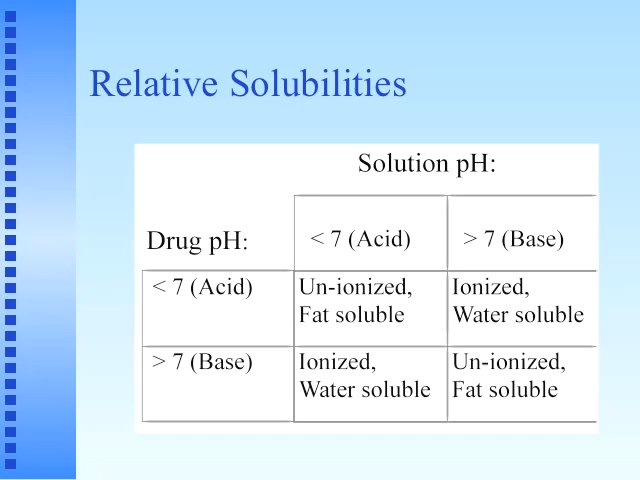 Relative Solubilities
Solution pH:
Drug pH:
< 7 (Acid)
> 7 (Base)
< 7 (Acid)
Un-ionized,
Fat soluble
Ionized,
Water soluble
> 7 (Base)
Ionized,
Water soluble
Un-ionized,
Fat soluble